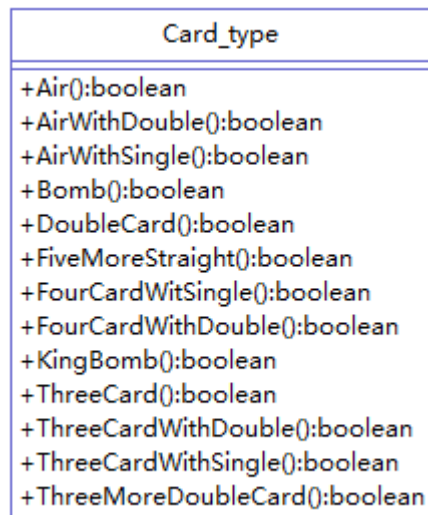 Card_type
+Air():boolean
+AirWithDouble():boolean
+AirWithSingle():boolean
+Bomb():boolean
+DoubleCard():boolean
+FiveMoreStraight():boolean
+FourCardWitSingle():boolean
+FourCardWithDouble():boolean
+KingBomb():boolean
+ThreeCard():boolean
+ThreeCardWithDouble():boolean
+ThreeCardWithSingle():boolean
+ThreeMoreDoubleCard():boolean